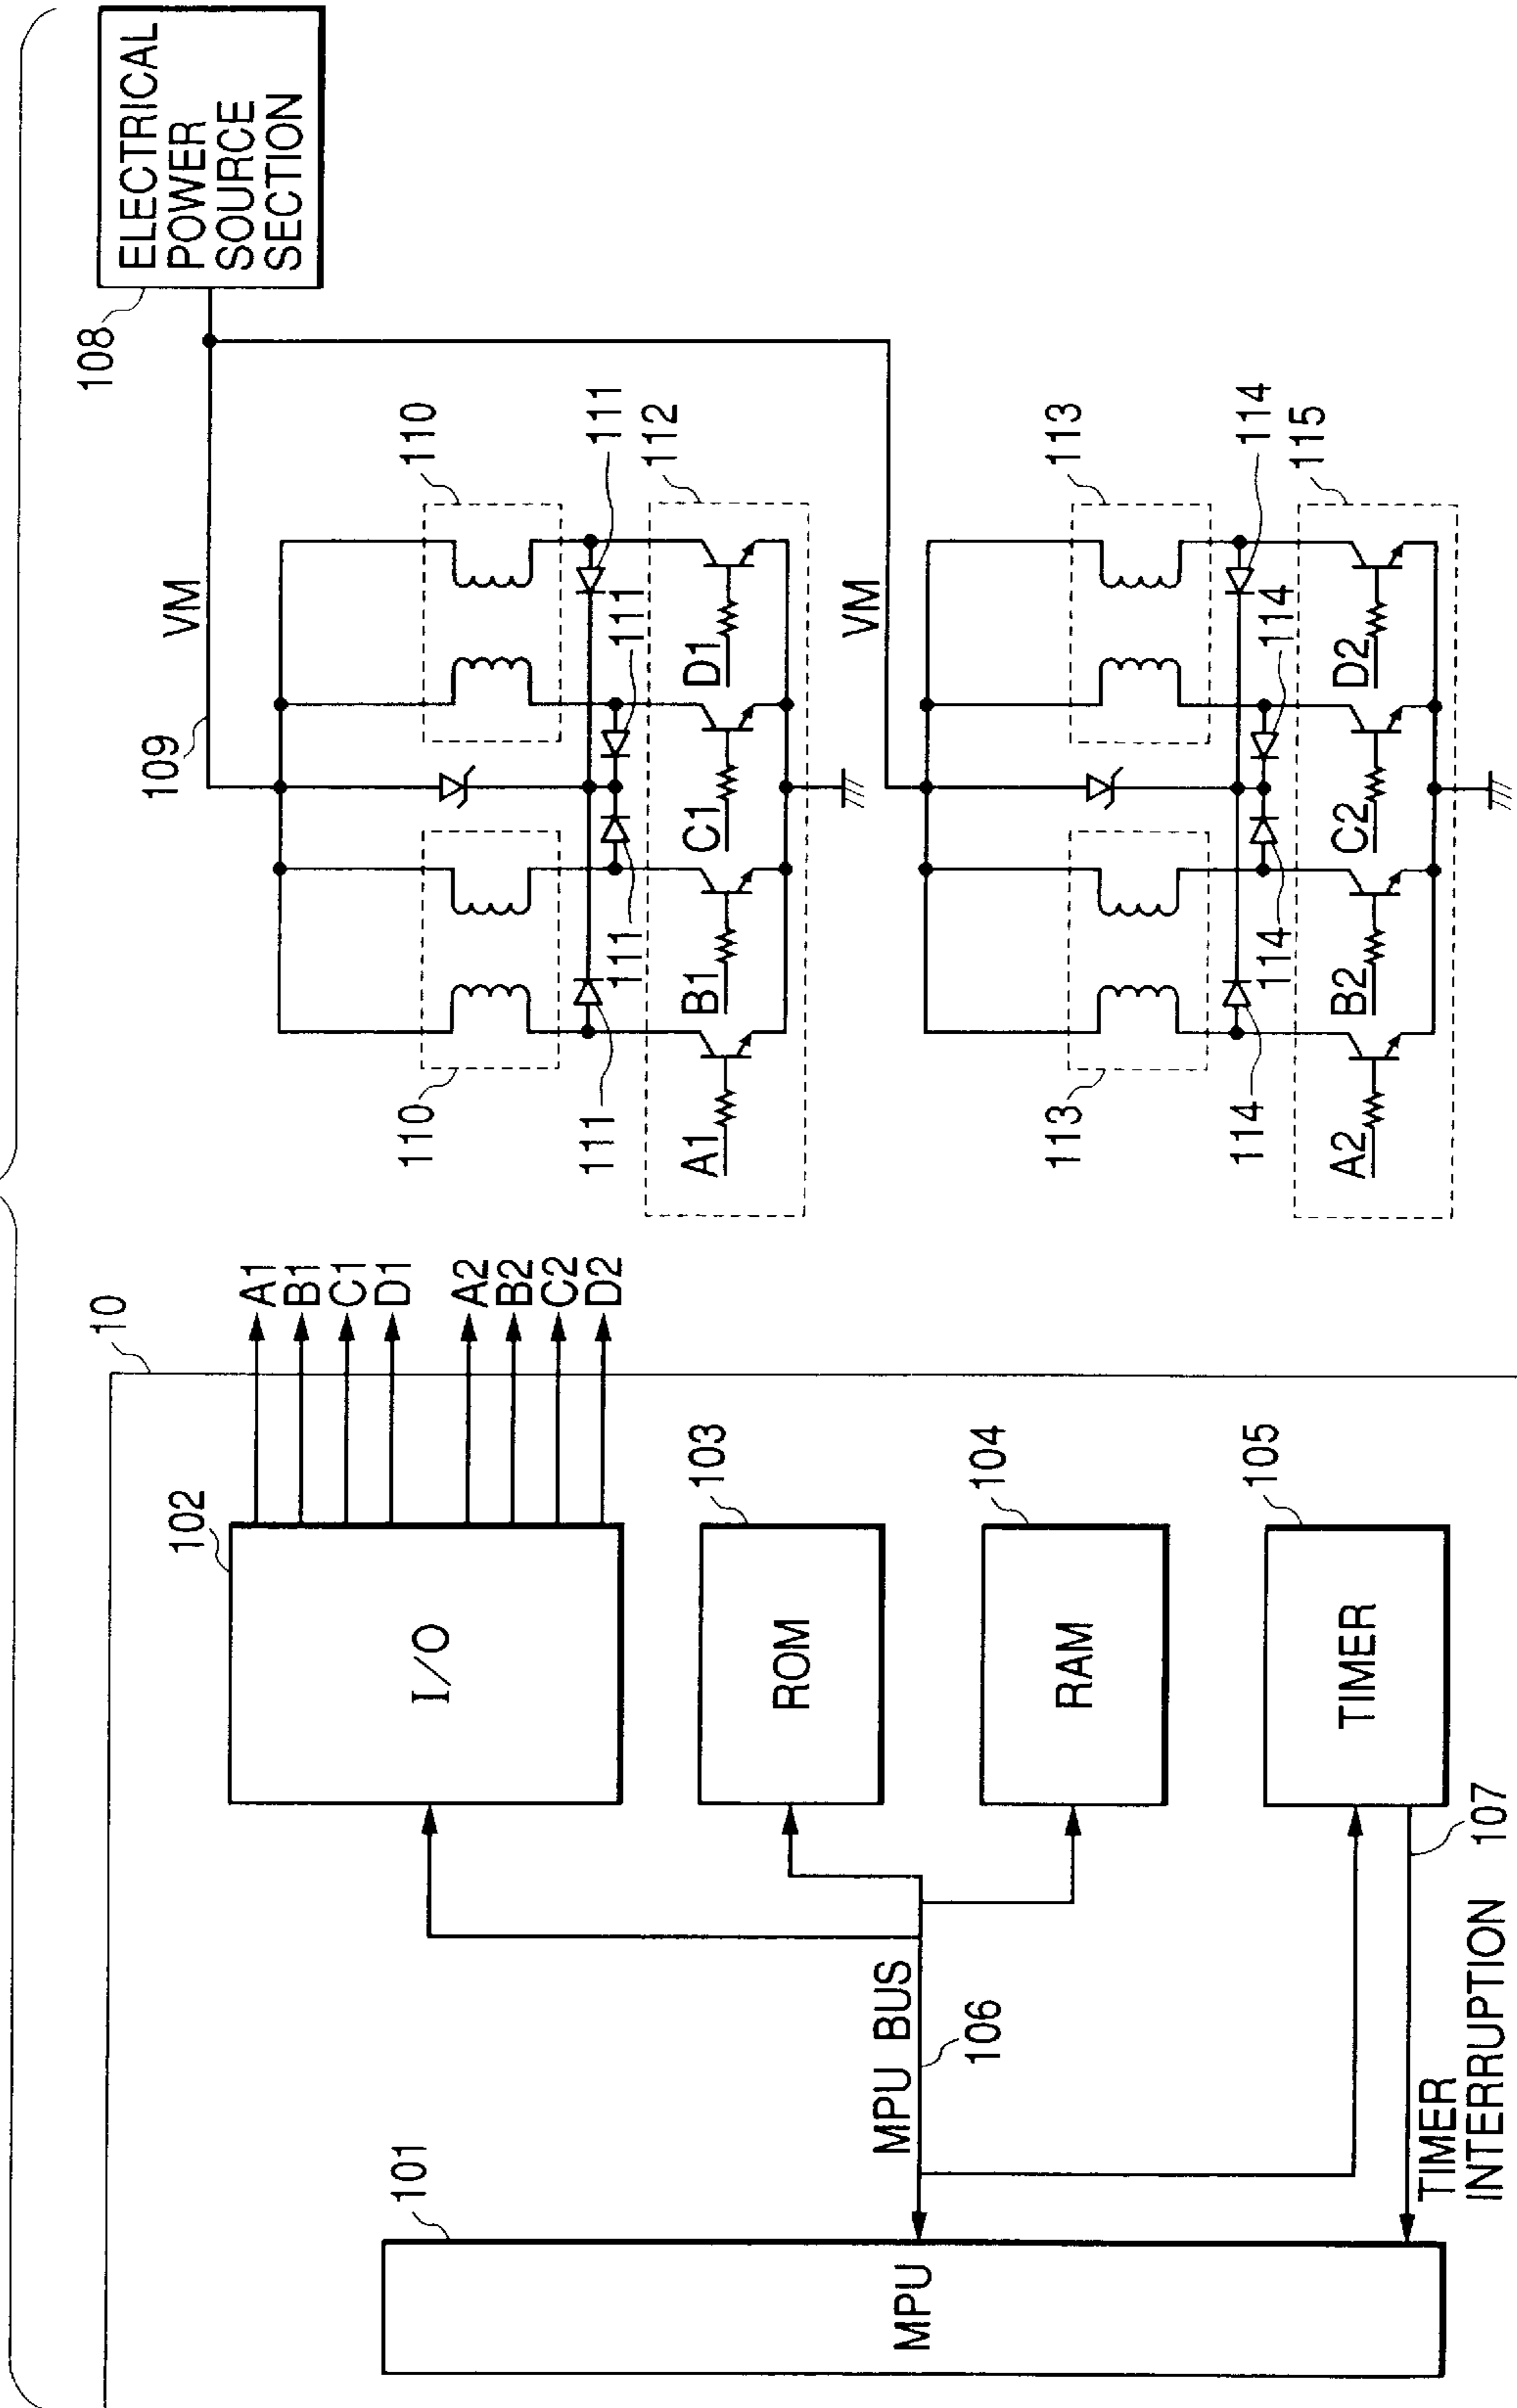 10
101
MPU
MPU BUS
106
102
I/O
A1
B1
C1
D1
A2
B2
C2
D2
103
ROM
104
RAM
105
TIMER
107
TIMER
INTERRUPTION
ELECTRICAL
POWER
SOURCE
SECTION
108
109
VM
110
110
111
111
111
111
112
A1
B1
C1
D1
VM
113
113
114
114
114
114
115
A2
B2
C2
D2